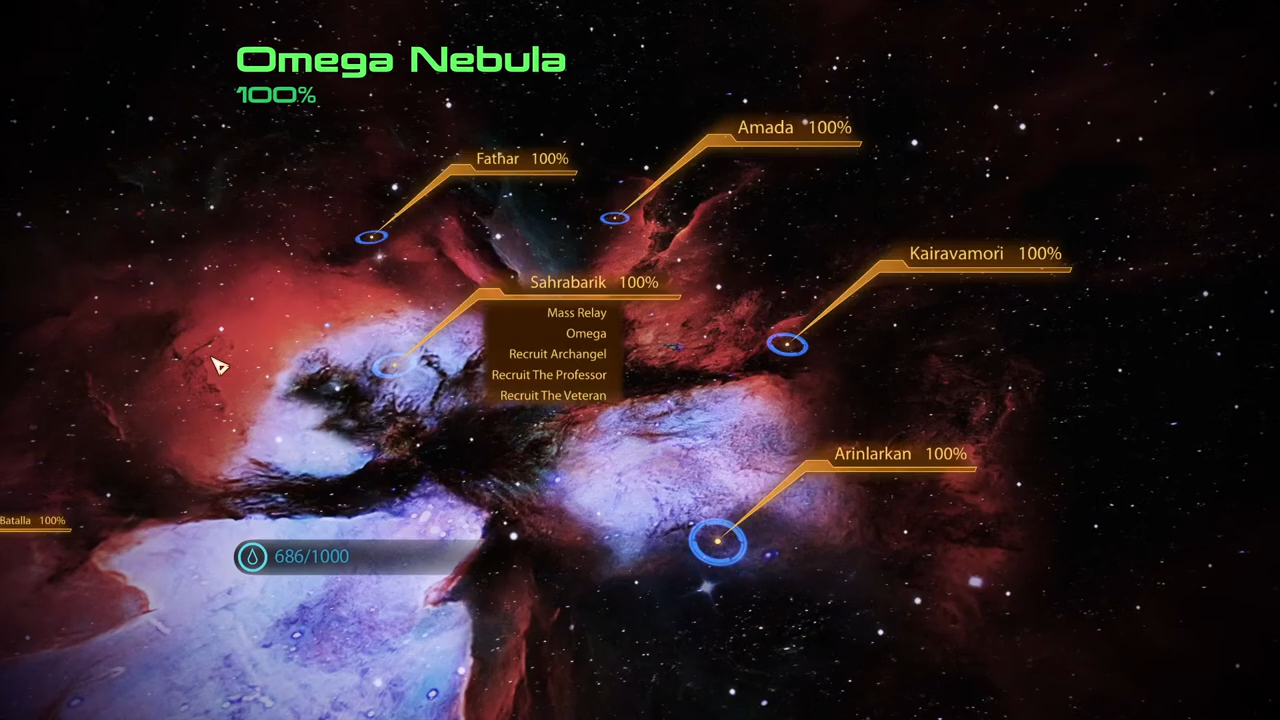 Omega Nebula
100%
Amada 100%
Fathar 100%
Kairavamori 100%
Sahrabarik 100%
Mass Relay
Omega
Recruit Archangel
Recruit The Professor
Recruit The Veteran
Arinlarkan 100%
Batalla 100%
686/1000